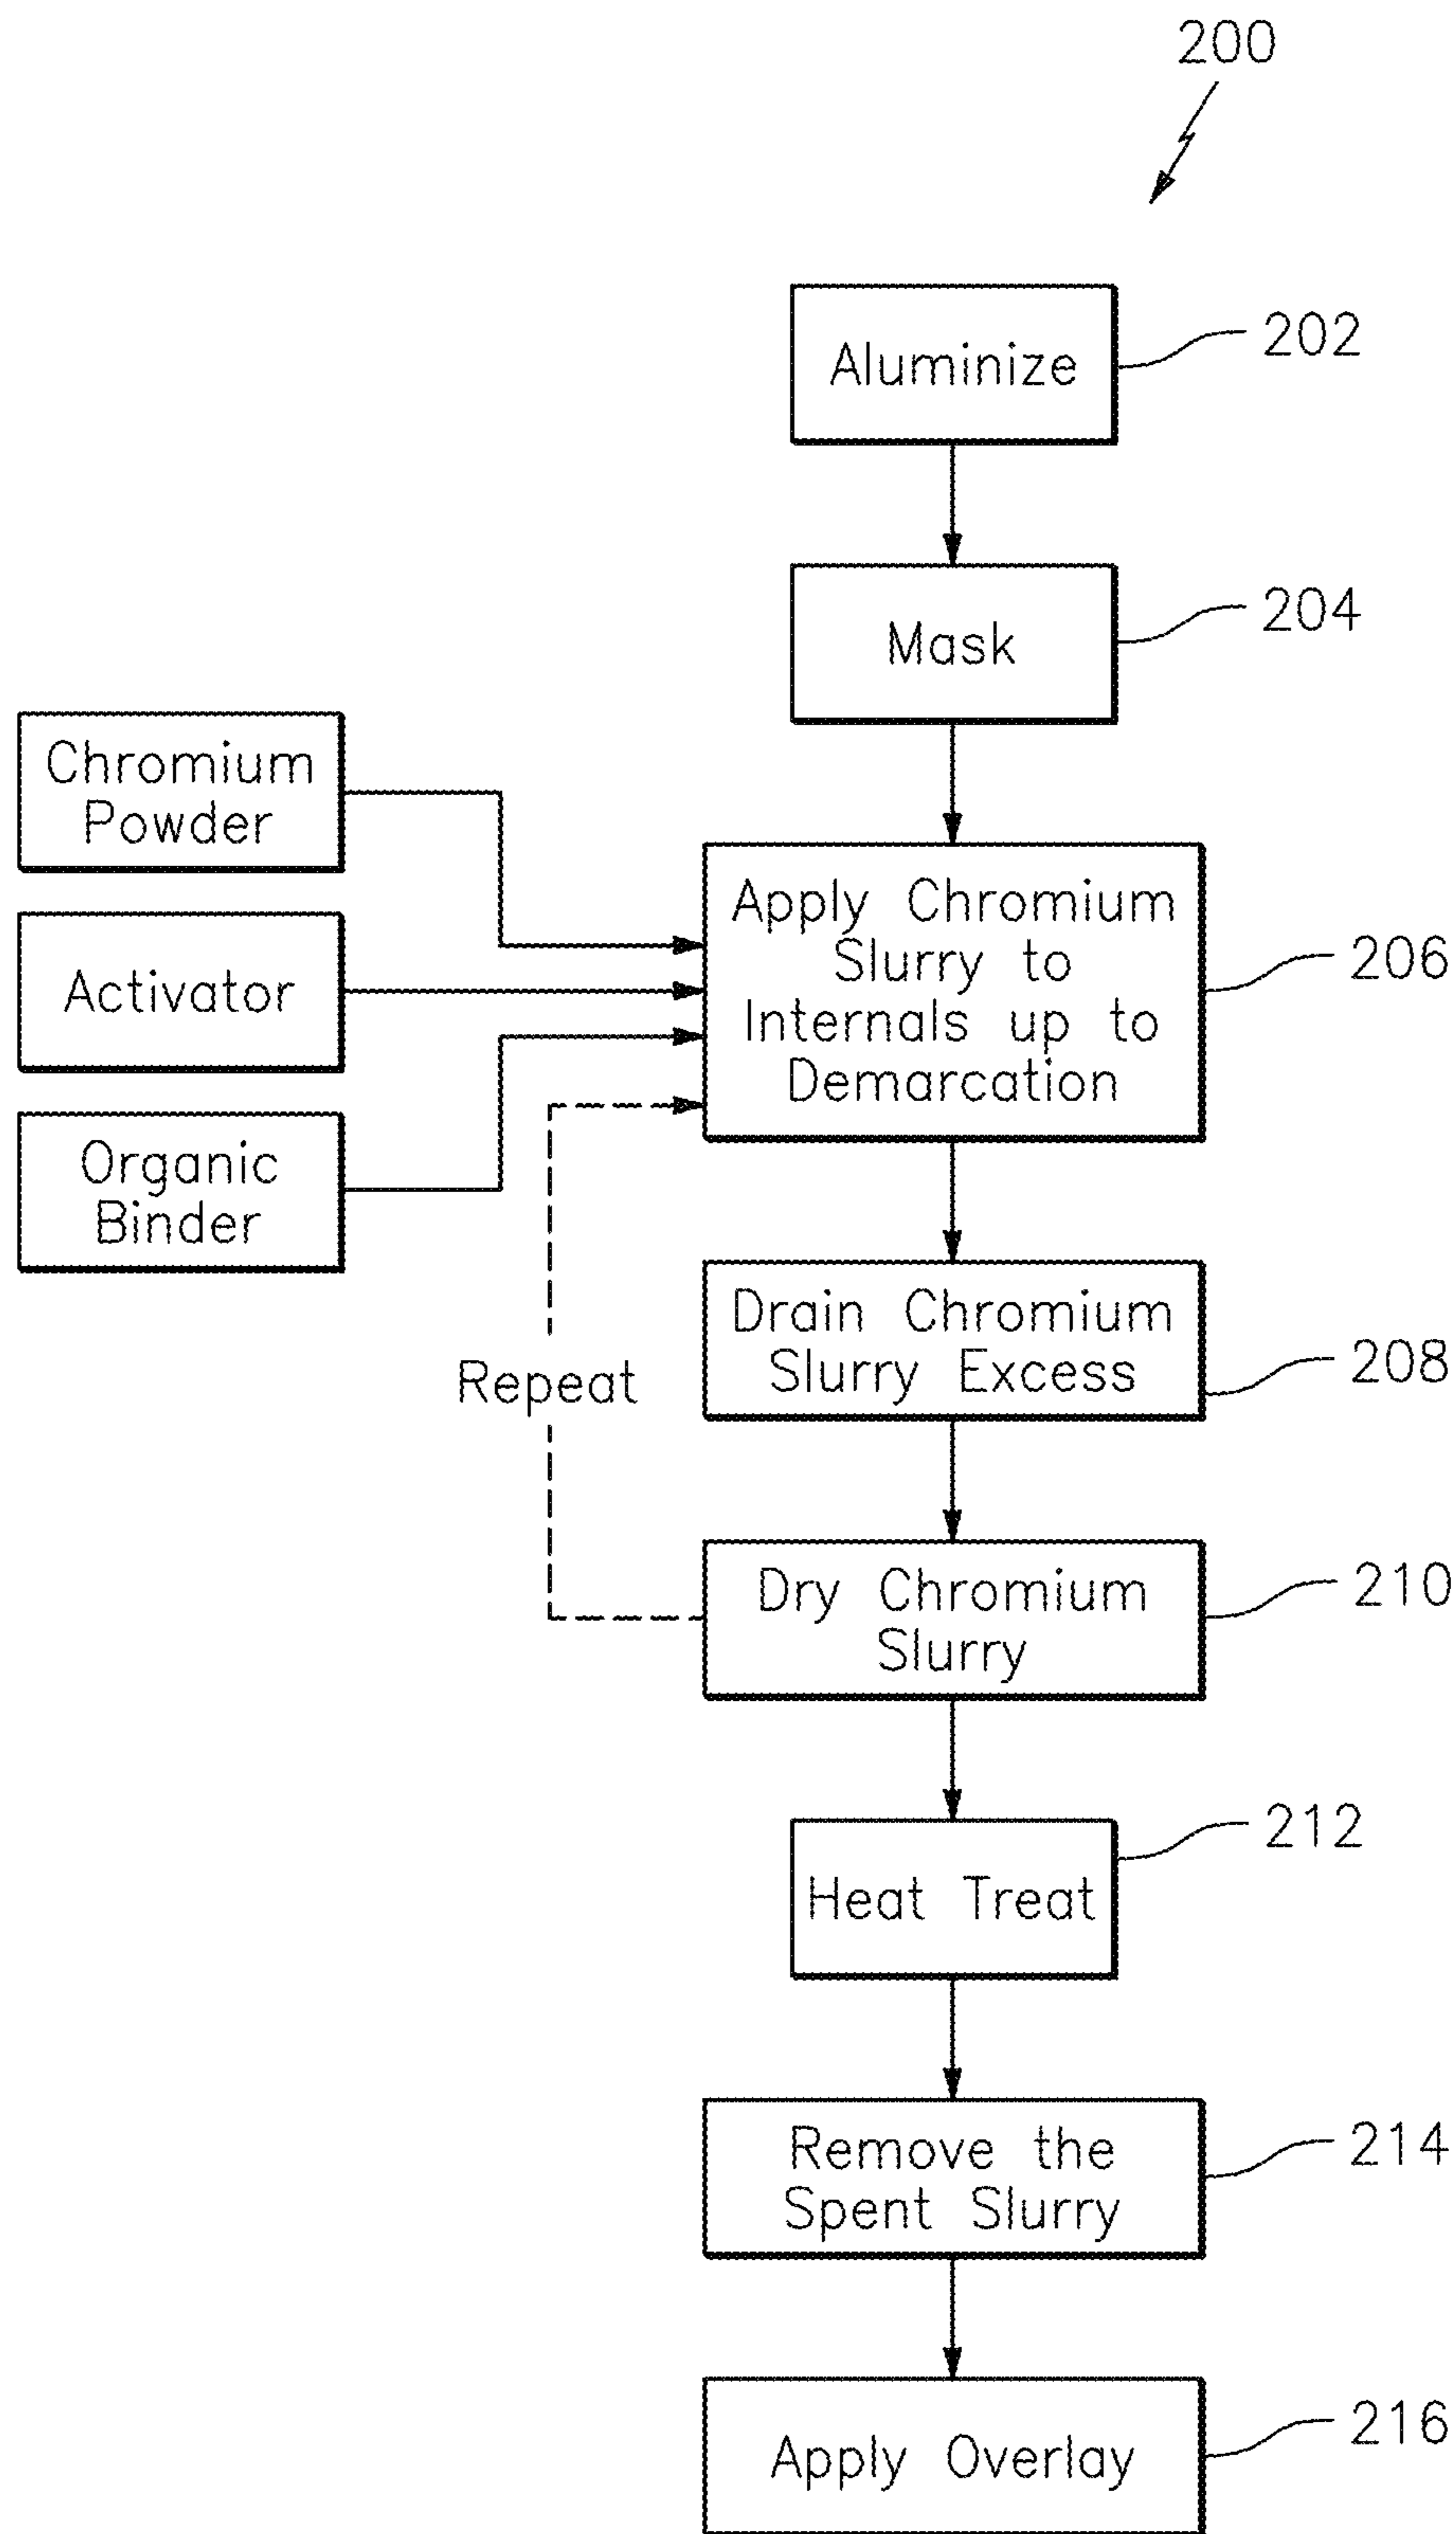 200
Aluminize
202
Mask
204
Chromium
Powder
Activator
Organic
Binder
Apply Chromium
Slurry to
Internals up to
Demarcation
206
Drain Chromium
Slurry Excess
208
Repeat
Dry Chromium
Slurry
210
Heat Treat
212
Remove the
Spent Slurry
214
Apply Overlay
216